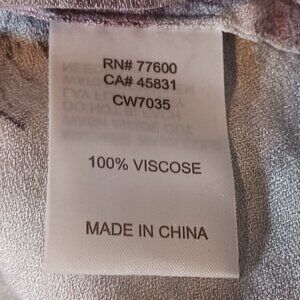 RN# 77600
CA# 45831
CW7035
100% VISCOSE
MADE IN CHINA